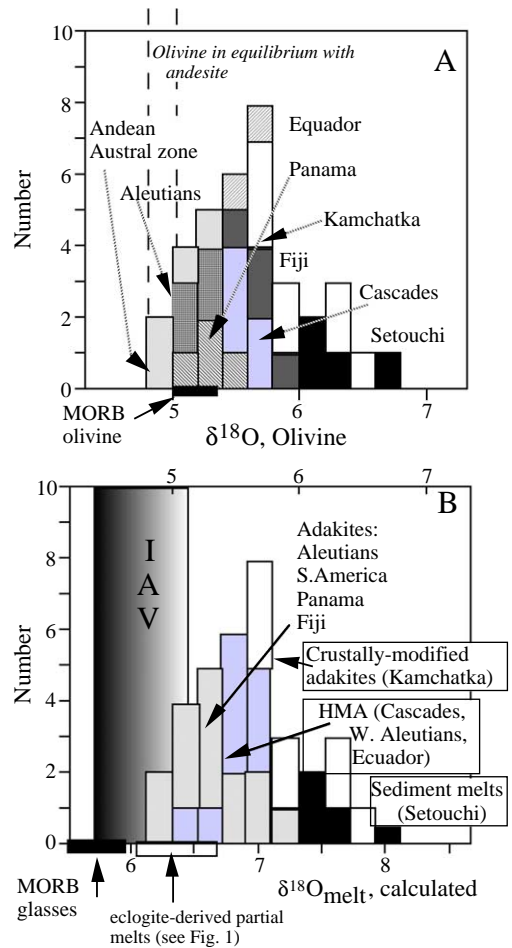 Olivine in equilibrium with
andesite
A
10
8
6
4
2
0
Number
Andean
Austral zone
Aleutians
Equador
Panama
Kamchatka
Fiji
Cascades
Setouchi
MORB
olivine
5
6
7
δ18O, Olivine
5
6
7
B
10
8
6
4
2
0
Number
I
A
V
Adakites:
Aleutians
S.America
Panama
Fiji
Crustally-modified
adakites (Kamchatka)
HMA (Cascades,
W. Aleutians,
Ecuador)
Sediment melts
(Setouchi)
6
7
8
MORB
glasses
δ18Omelt, calculated
eclogite-derived partial
melts (see Fig. 1)